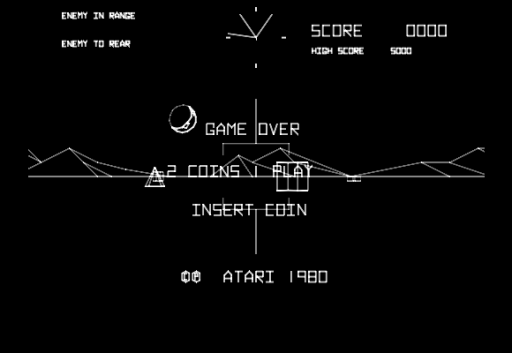 ENEMY IN RANGE
ENEMY TO REAR
SCORE 0000
HIGH SCORE 5000
GAME OVER
2 COINS 1 PLAY
INSERT COIN
©℗ ATARI 1980